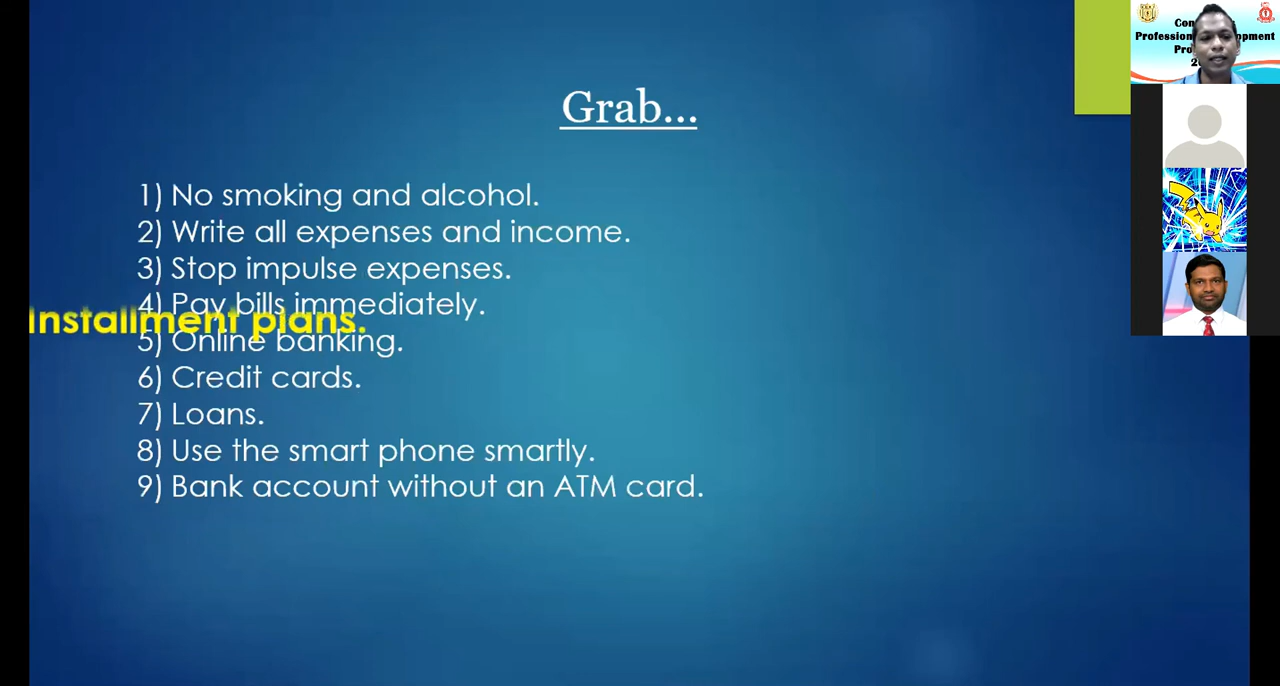 Grab...
1) No smoking and alcohol.
2) Write all expenses and income.
3) Stop impulse expenses.
4) Pay bills immediately.
Installment plans.
5) Online banking.
6) Credit cards.
7) Loans.
8) Use the smart phone smartly.
9) Bank account without an ATM card.